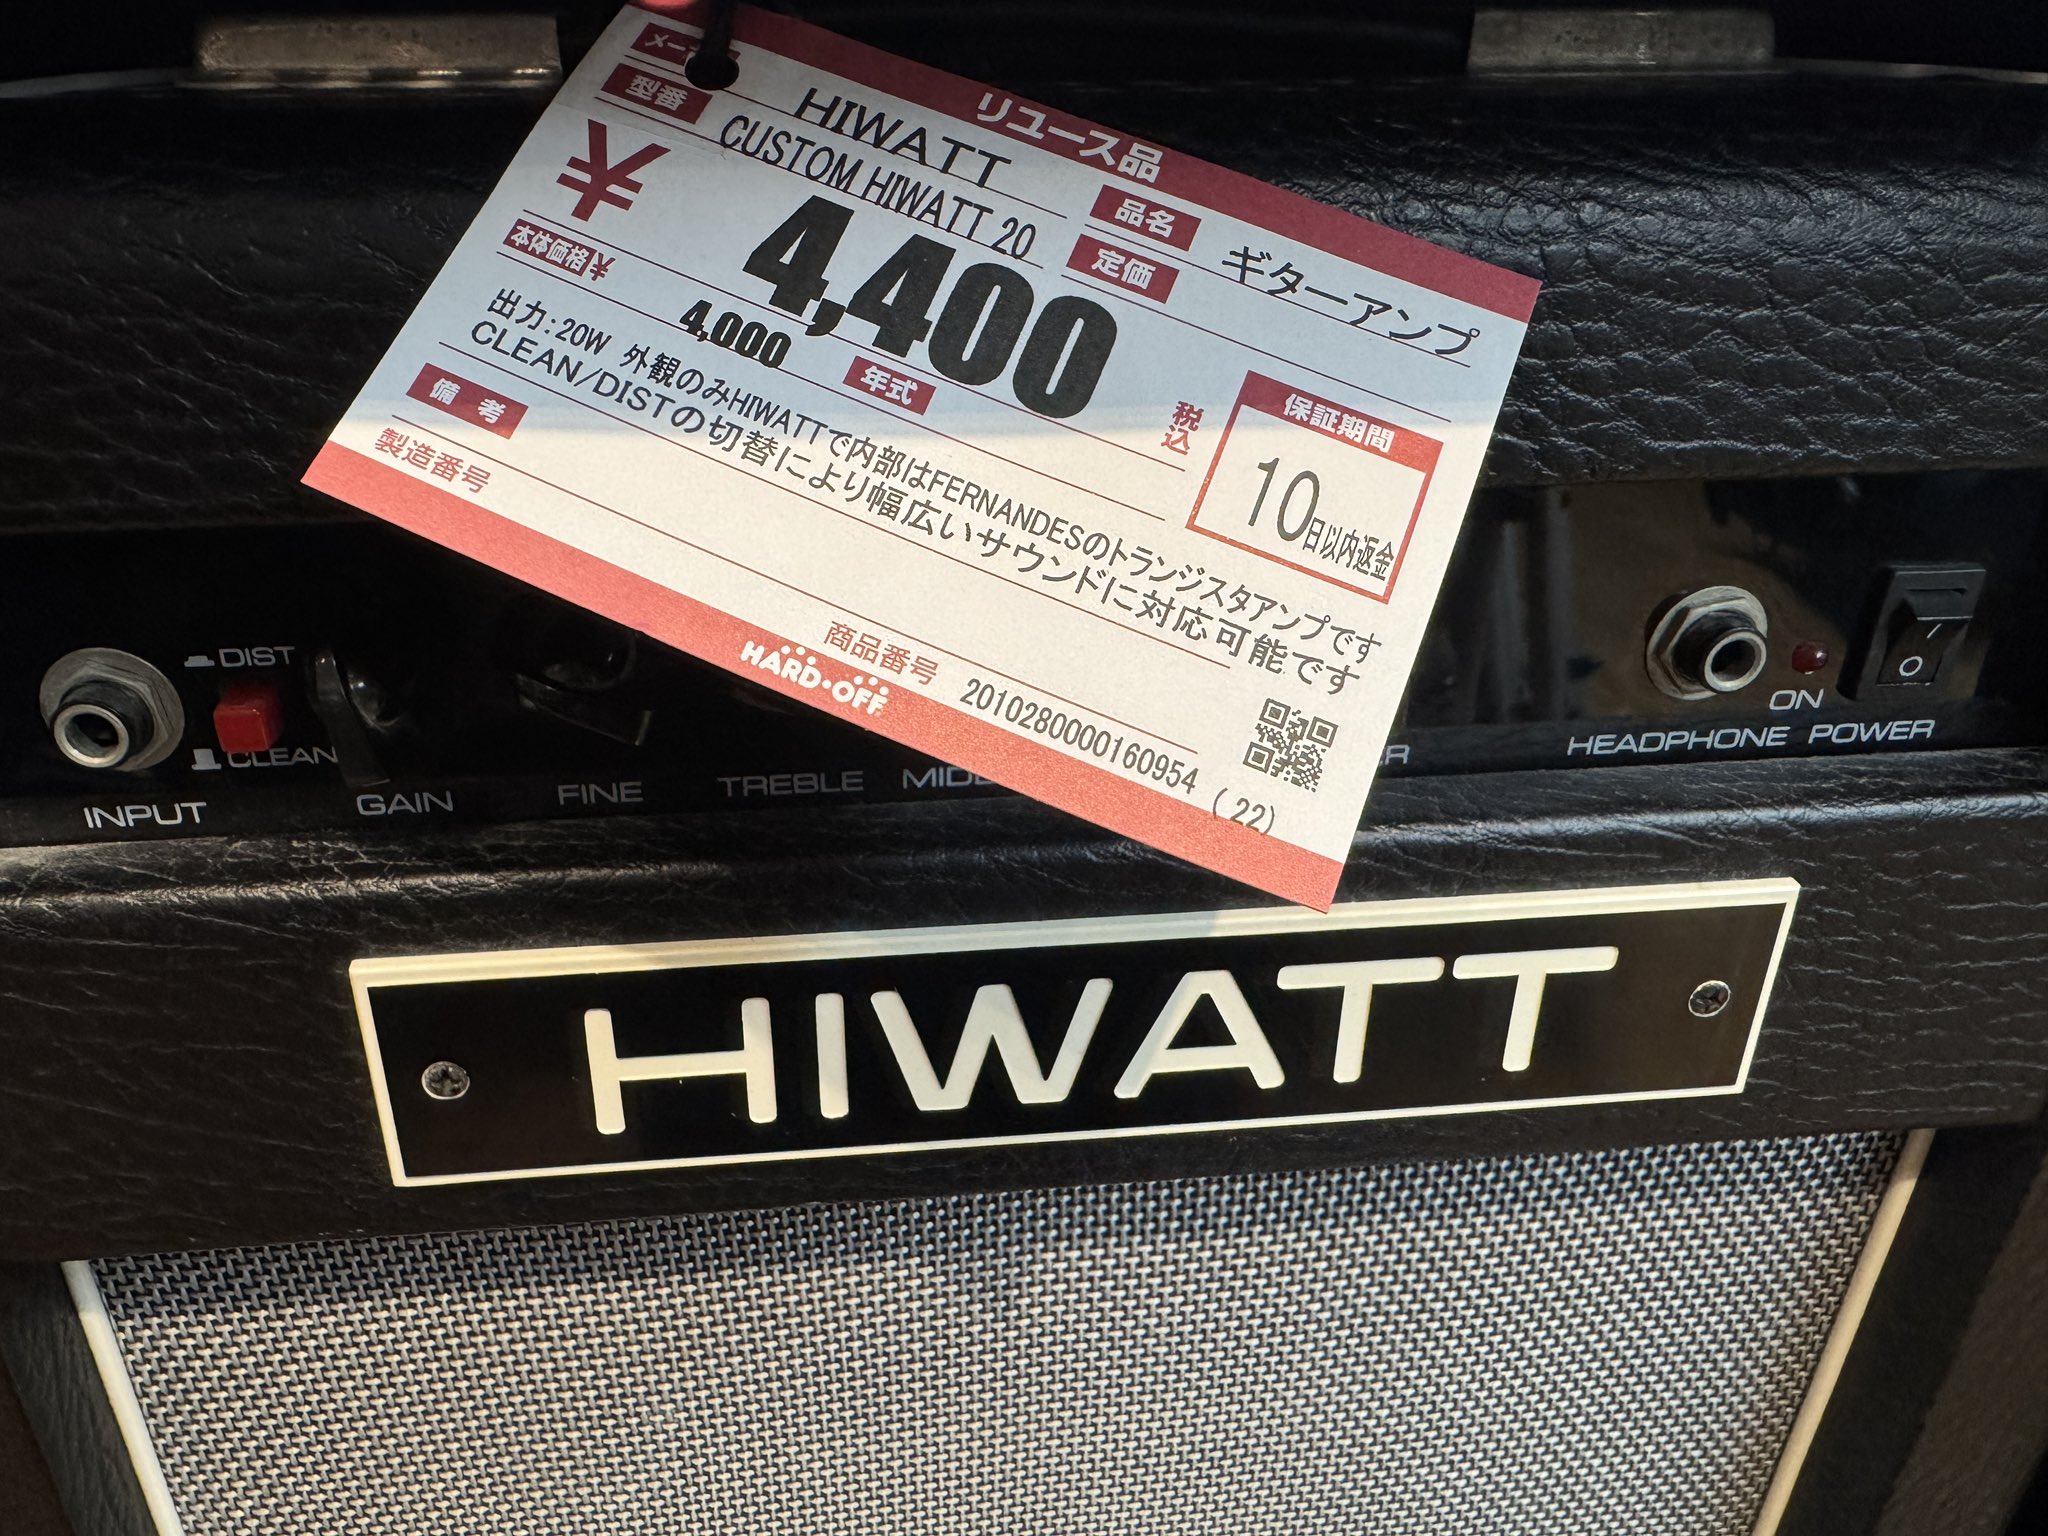 リユース品
HIWATT
型番 CUSTOM HIWATT 20
品名 ギターアンプ
定価
¥ 4,400 税込
本体価格¥ 4,000
年式
保証期間
10日以内返金
出力:20W 外観のみHIWATTで内部はFERNANDESのトランジスタアンプです
CLEAN/DISTの切替により幅広いサウンドに対応可能です
備考
製造番号
商品番号 2010280000160954 (22)
HARD・OFF
DIST
CLEAN
INPUT
GAIN
FINE
TREBLE
ON
HEADPHONE
POWER
HIWATT